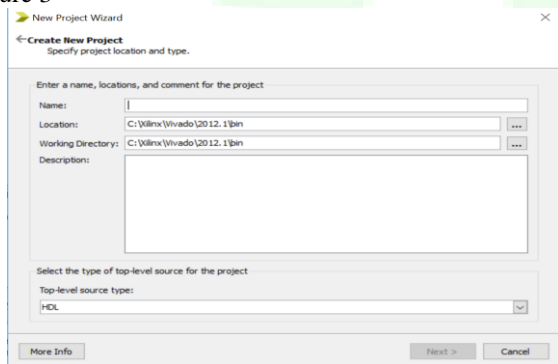 New Project Wizard
Create New Project
Specify project location and type.
Enter a name, locations, and comment for the project
Name:
Location: C:\Xilinx\Vivado\2012.1\bin ...
Working Directory: C:\Xilinx\Vivado\2012.1\bin ...
Description:
Select the type of top-level source for the project
Top-level source type:
HDL
More Info Next > Cancel